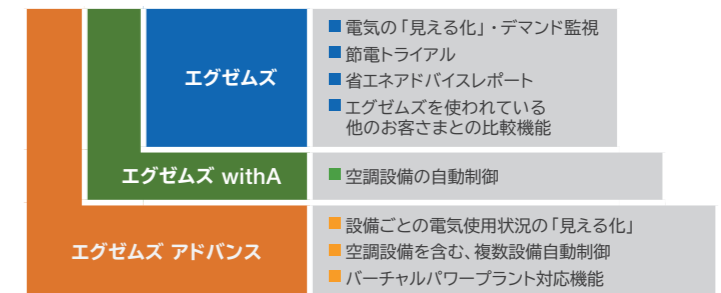 エグゼムズ
■電気の「見える化」・デマンド監視
■節電トライアル
■省エネアドバイスレポート
■エグゼムズを使われている
他のお客さまとの比較機能
エグゼムズ withA
■空調設備の自動制御
エグゼムズ アドバンス
■設備ごとの電気使用状況の「見える化」
■空調設備を含む、複数設備自動制御
■バーチャルパワープラント対応機能